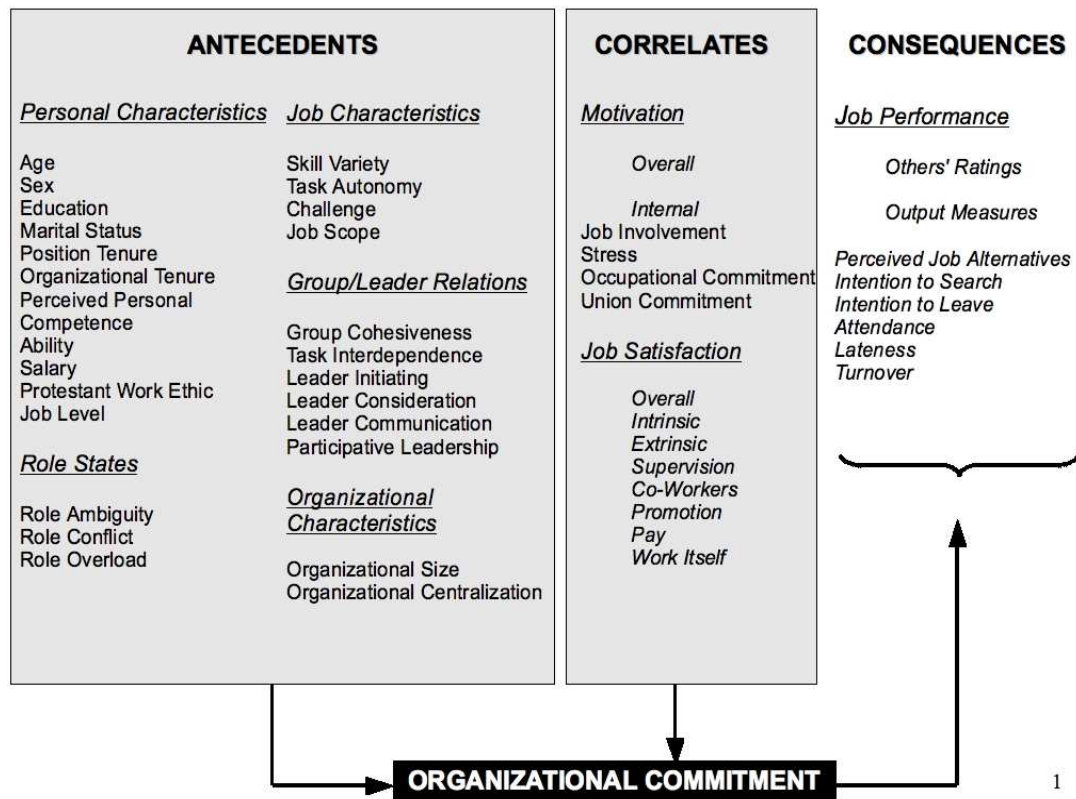 ANTECEDENTS
Personal Characteristics
Age
Sex
Education
Marital Status
Position Tenure
Organizational Tenure
Perceived Personal
Competence
Ability
Salary
Protestant Work Ethic
Job Level
Role States
Role Ambiguity
Role Conflict
Role Overload
Job Characteristics
Skill Variety
Task Autonomy
Challenge
Job Scope
Group/Leader Relations
Group Cohesiveness
Task Interdependence
Leader Initiating
Leader Consideration
Leader Communication
Participative Leadership
Organizational
Characteristics
Organizational Size
Organizational Centralization
CORRELATES
Motivation
Overall
Internal
Job Involvement
Stress
Occupational Commitment
Union Commitment
Job Satisfaction
Overall
Intrinsic
Extrinsic
Supervision
Co-Workers
Promotion
Pay
Work Itself
CONSEQUENCES
Job Performance
Others' Ratings
Output Measures
Perceived Job Alternatives
Intention to Search
Intention to Leave
Attendance
Lateness
Turnover
ORGANIZATIONAL COMMITMENT
1